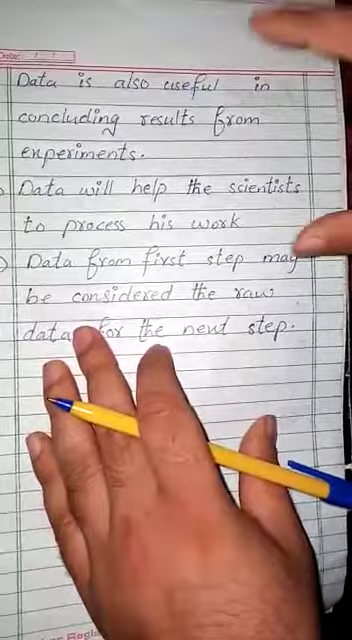 Date:
Data is also useful in
concluding results from
experiments.
Data will help the scientists
to process his work
Data from first step may
be considered the raw
data for the next step.